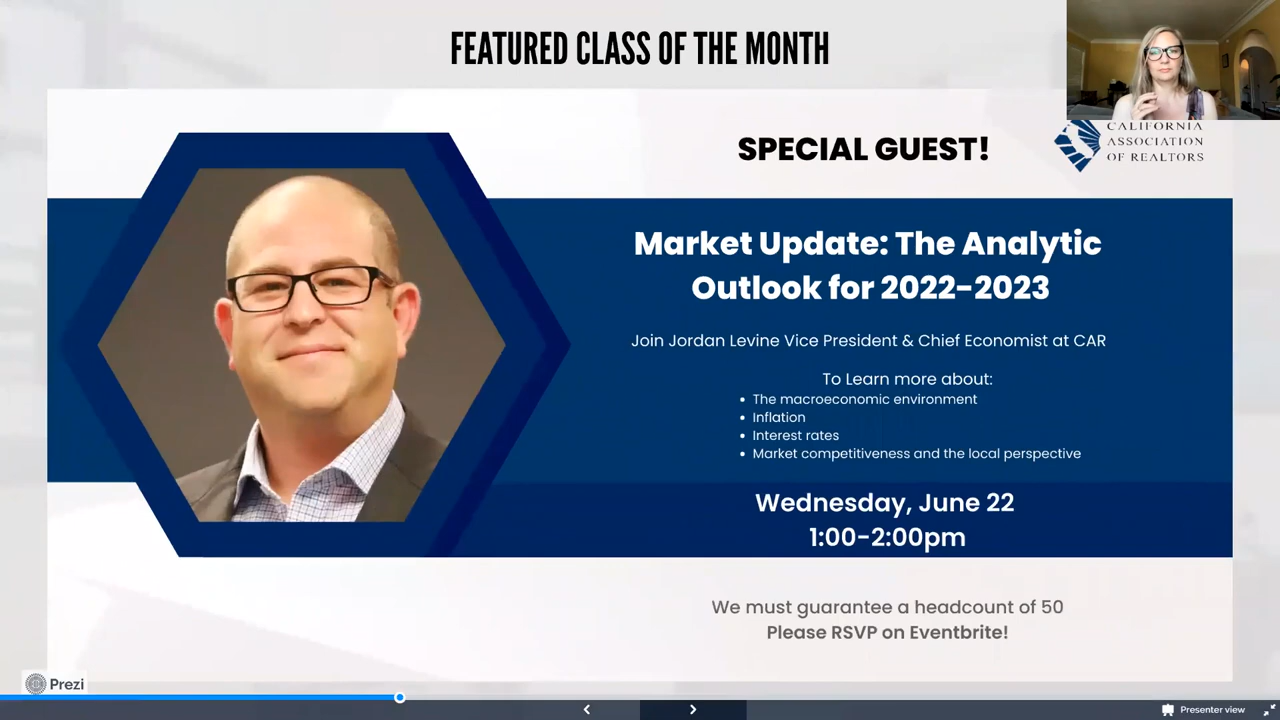 FEATURED CLASS OF THE MONTH
SPECIAL GUEST!
CALIFORNIA
ASSOCIATION
OF REALTORS
Market Update: The Analytic
Outlook for 2022-2023
Join Jordan Levine Vice President & Chief Economist at CAR
To Learn more about:
• The macroeconomic environment
• Inflation
• Interest rates
• Market competitiveness and the local perspective
Wednesday, June 22
1:00-2:00pm
We must guarantee a headcount of 50
Please RSVP on Eventbrite!
Prezi
Presenter view